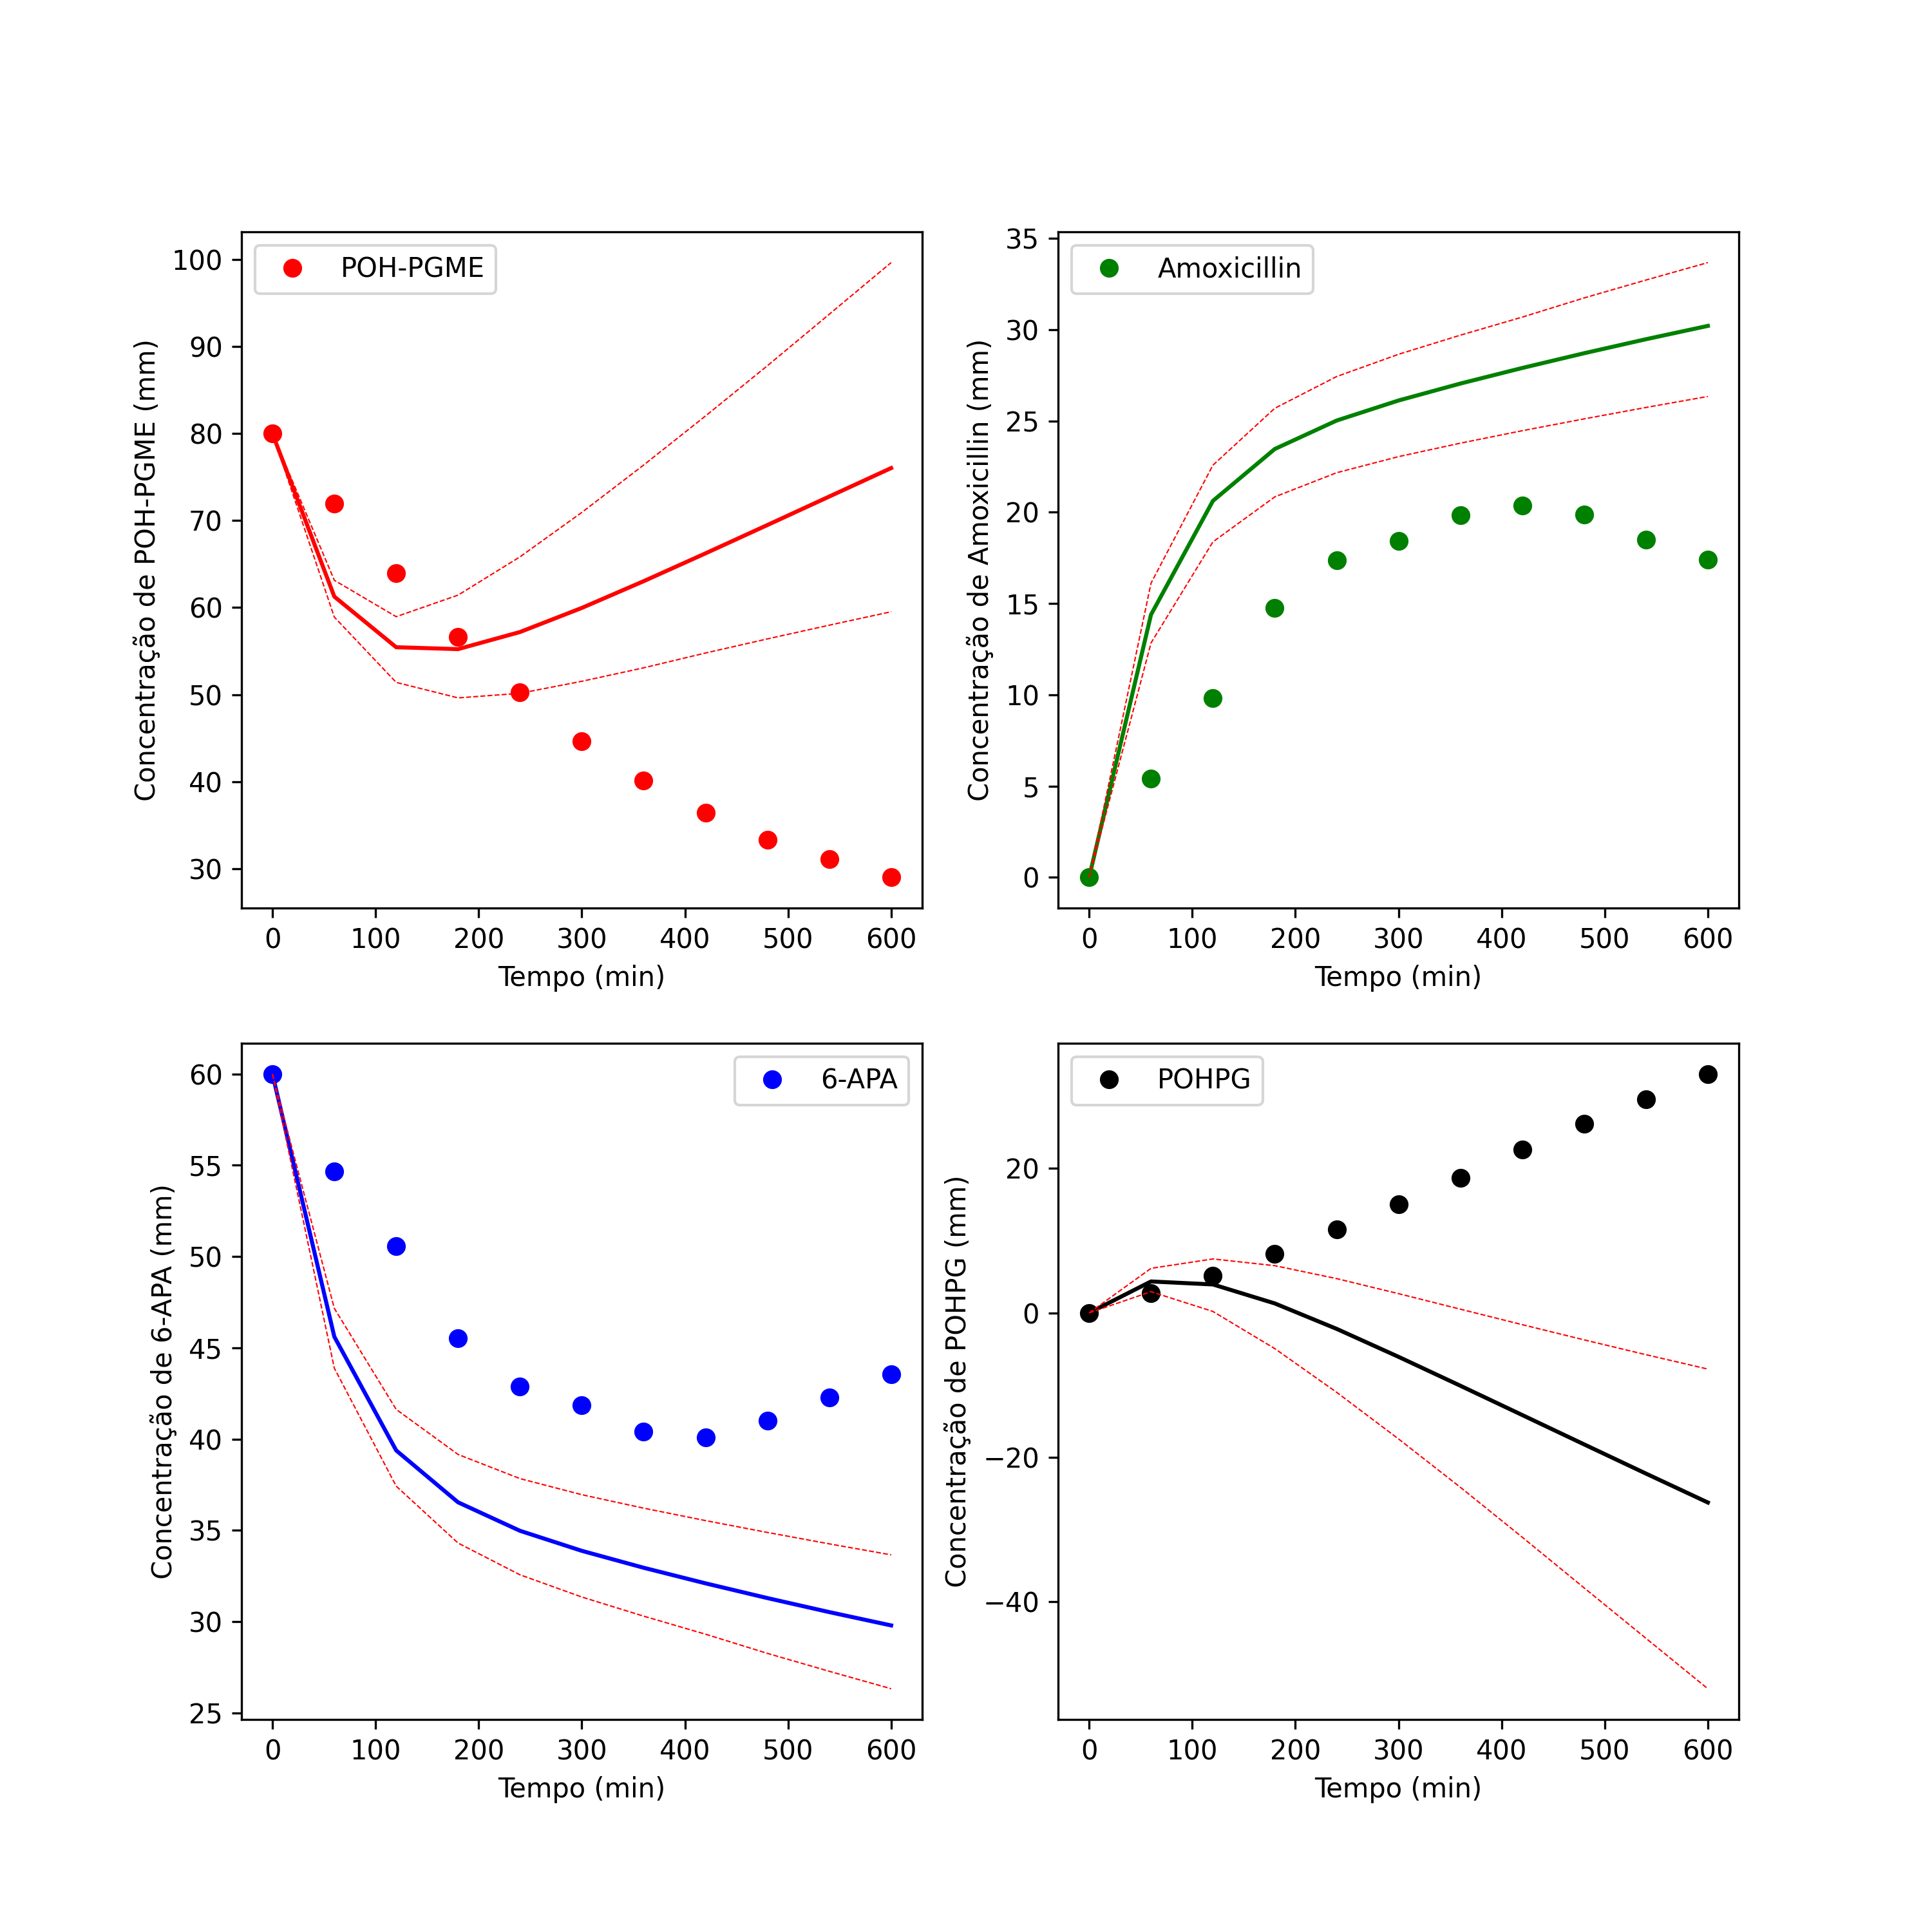 POH-PGME
Concentração de POH-PGME (mm)
100
90
80
70
60
50
40
30
0 100 200 300 400 500 600
Tempo (min)
Amoxicillin
Concentração de Amoxicillin (mm)
35
30
25
20
15
10
5
0
0 100 200 300 400 500 600
Tempo (min)
6-APA
Concentração de 6-APA (mm)
60
55
50
45
40
35
30
25
0 100 200 300 400 500 600
Tempo (min)
POHPG
Concentração de POHPG (mm)
20
0
−20
−40
0 100 200 300 400 500 600
Tempo (min)